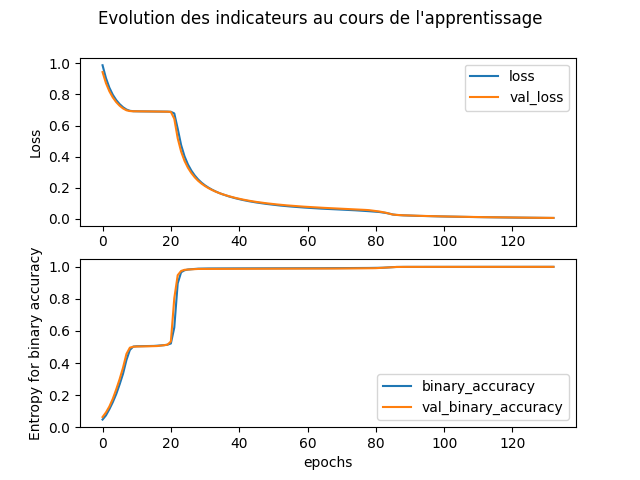 Evolution des indicateurs au cours de l'apprentissage
1.0
0.8
0.6
0.4
0.2
0.0
Loss
loss
val_loss
0 20 40 60 80 100 120
1.0
0.8
0.6
0.4
0.2
0.0
Entropy for binary accuracy
binary_accuracy
val_binary_accuracy
0 20 40 60 80 100 120
epochs